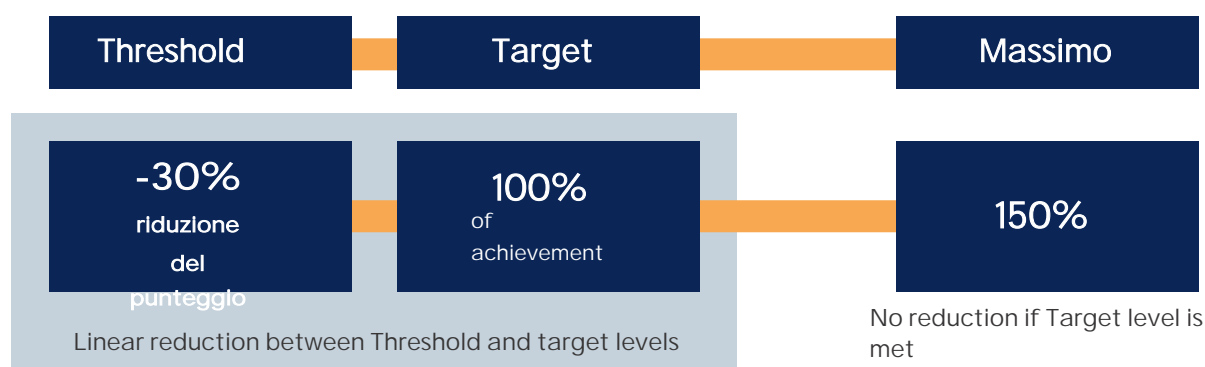 Threshold
Target
Massimo
-30%
riduzione
del
punteggio
100%
of
achievement
150%
Linear reduction between Threshold and target levels
No reduction if Target level is
met